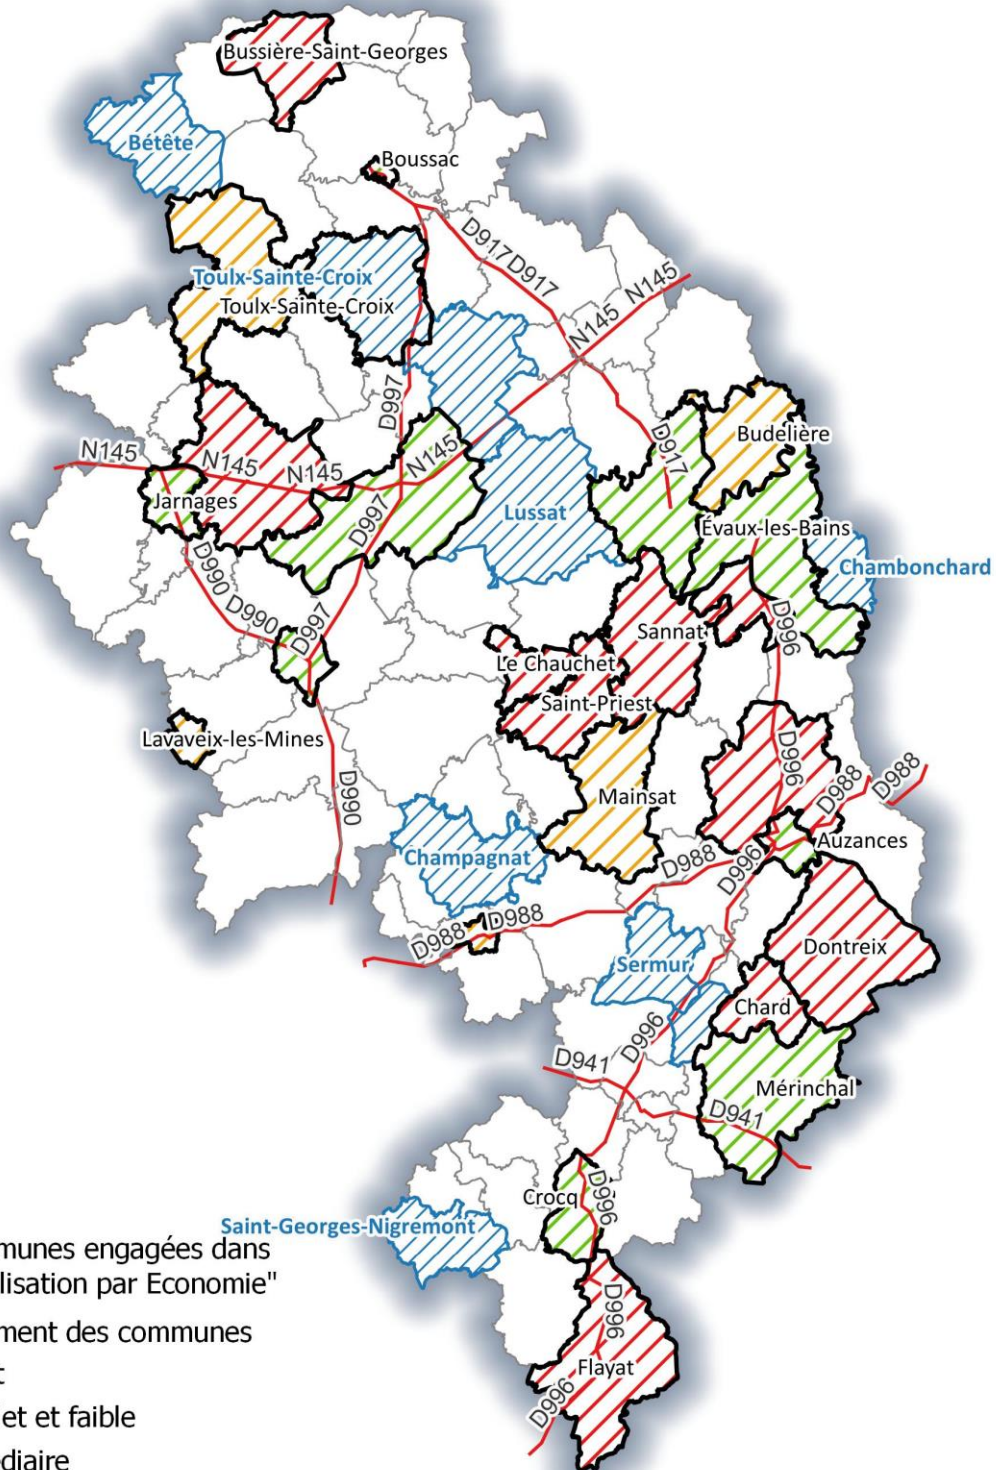 Bussière-Saint-Georges
Bétête
Boussac
D917
D917
Toulx-Sainte-Croix
Toulx-Sainte-Croix
N145
N145
D997
Budelière
N145
N145
N145
N145
D917
Jarnages
Lussat
D997
Évaux-les-Bains
Chambonchard
D990
D990
D997
D996
Sannat
Le Chauchet
Saint-Priest
Lavaveix-les-Mines
D996
D988
D988
D990
Mainsat
Auzances
Champagnat
D988
D996
D988
D988
Dontreix
Sermur
Chard
D996
D941
Mérinchal
D941
Crocq
D996
Saint-Georges-Nigremont
munes engagées dans
lisation par Economie"
D996
ment des communes
Flayat
t
D996
et et faible
diaire